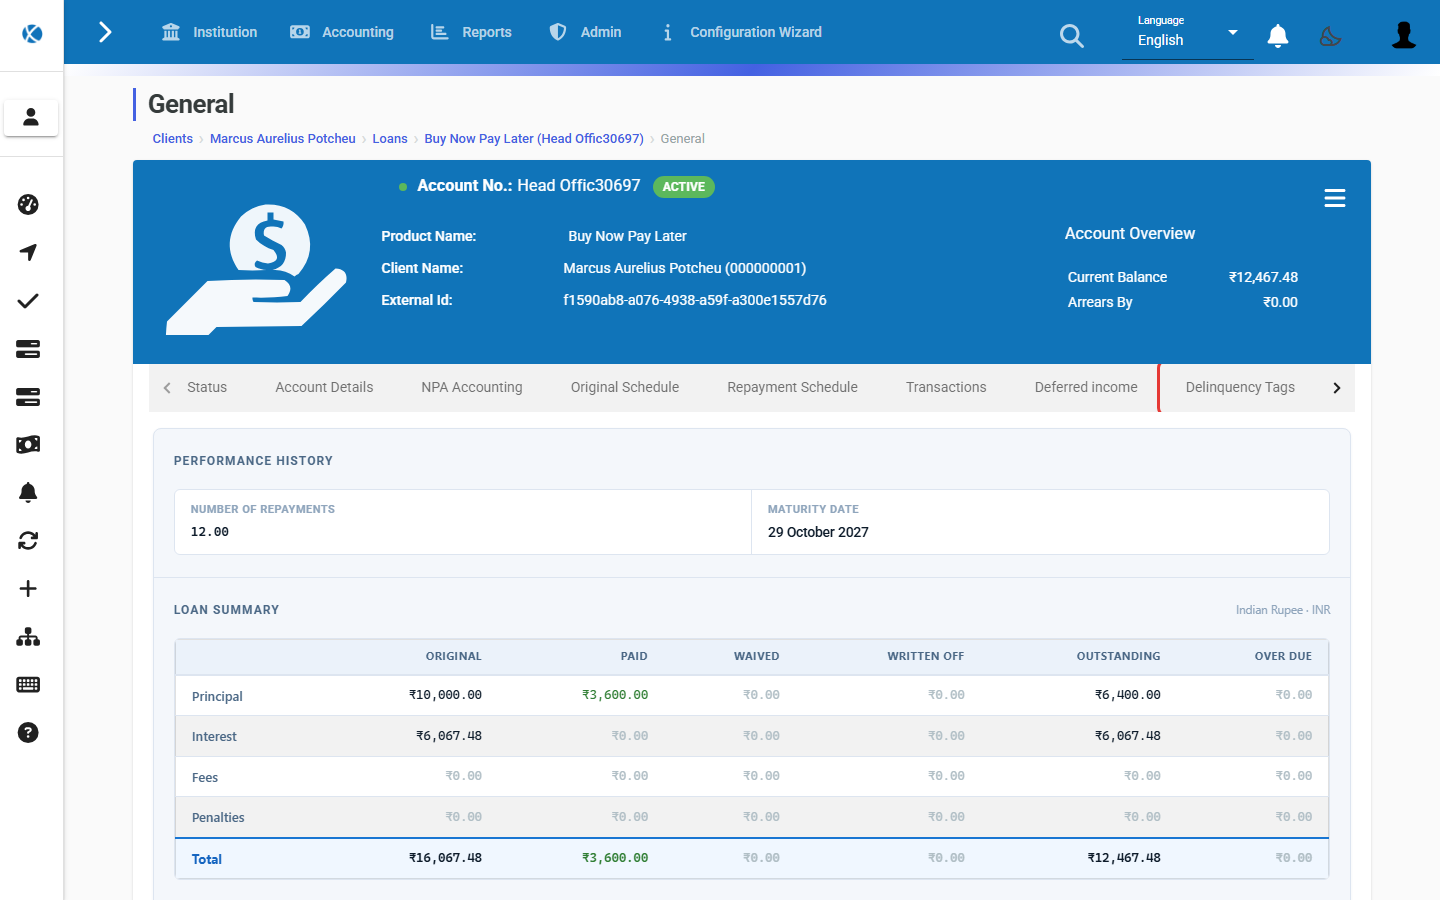 Institution
Accounting
Reports
Admin
Configuration Wizard
Language
English
General
Clients › Marcus Aurelius Potcheu › Loans › Buy Now Pay Later (Head Offic30697) › General
Account No.: Head Offic30697 ACTIVE
Product Name: Buy Now Pay Later
Client Name: Marcus Aurelius Potcheu (000000001)
External Id: f1590ab8-a076-4938-a59f-a300e1557d76
Account Overview
Current Balance ₹12,467.48
Arrears By ₹0.00
Status Account Details NPA Accounting Original Schedule Repayment Schedule Transactions Deferred income Delinquency Tags
PERFORMANCE HISTORY
NUMBER OF REPAYMENTS
12.00
MATURITY DATE
29 October 2027
LOAN SUMMARY
Indian Rupee · INR
ORIGINAL PAID WAIVED WRITTEN OFF OUTSTANDING OVER DUE
Principal ₹10,000.00 ₹3,600.00 ₹0.00 ₹0.00 ₹6,400.00 ₹0.00
Interest ₹6,067.48 ₹0.00 ₹0.00 ₹0.00 ₹6,067.48 ₹0.00
Fees ₹0.00 ₹0.00 ₹0.00 ₹0.00 ₹0.00 ₹0.00
Penalties ₹0.00 ₹0.00 ₹0.00 ₹0.00 ₹0.00 ₹0.00
Total ₹16,067.48 ₹3,600.00 ₹0.00 ₹0.00 ₹12,467.48 ₹0.00